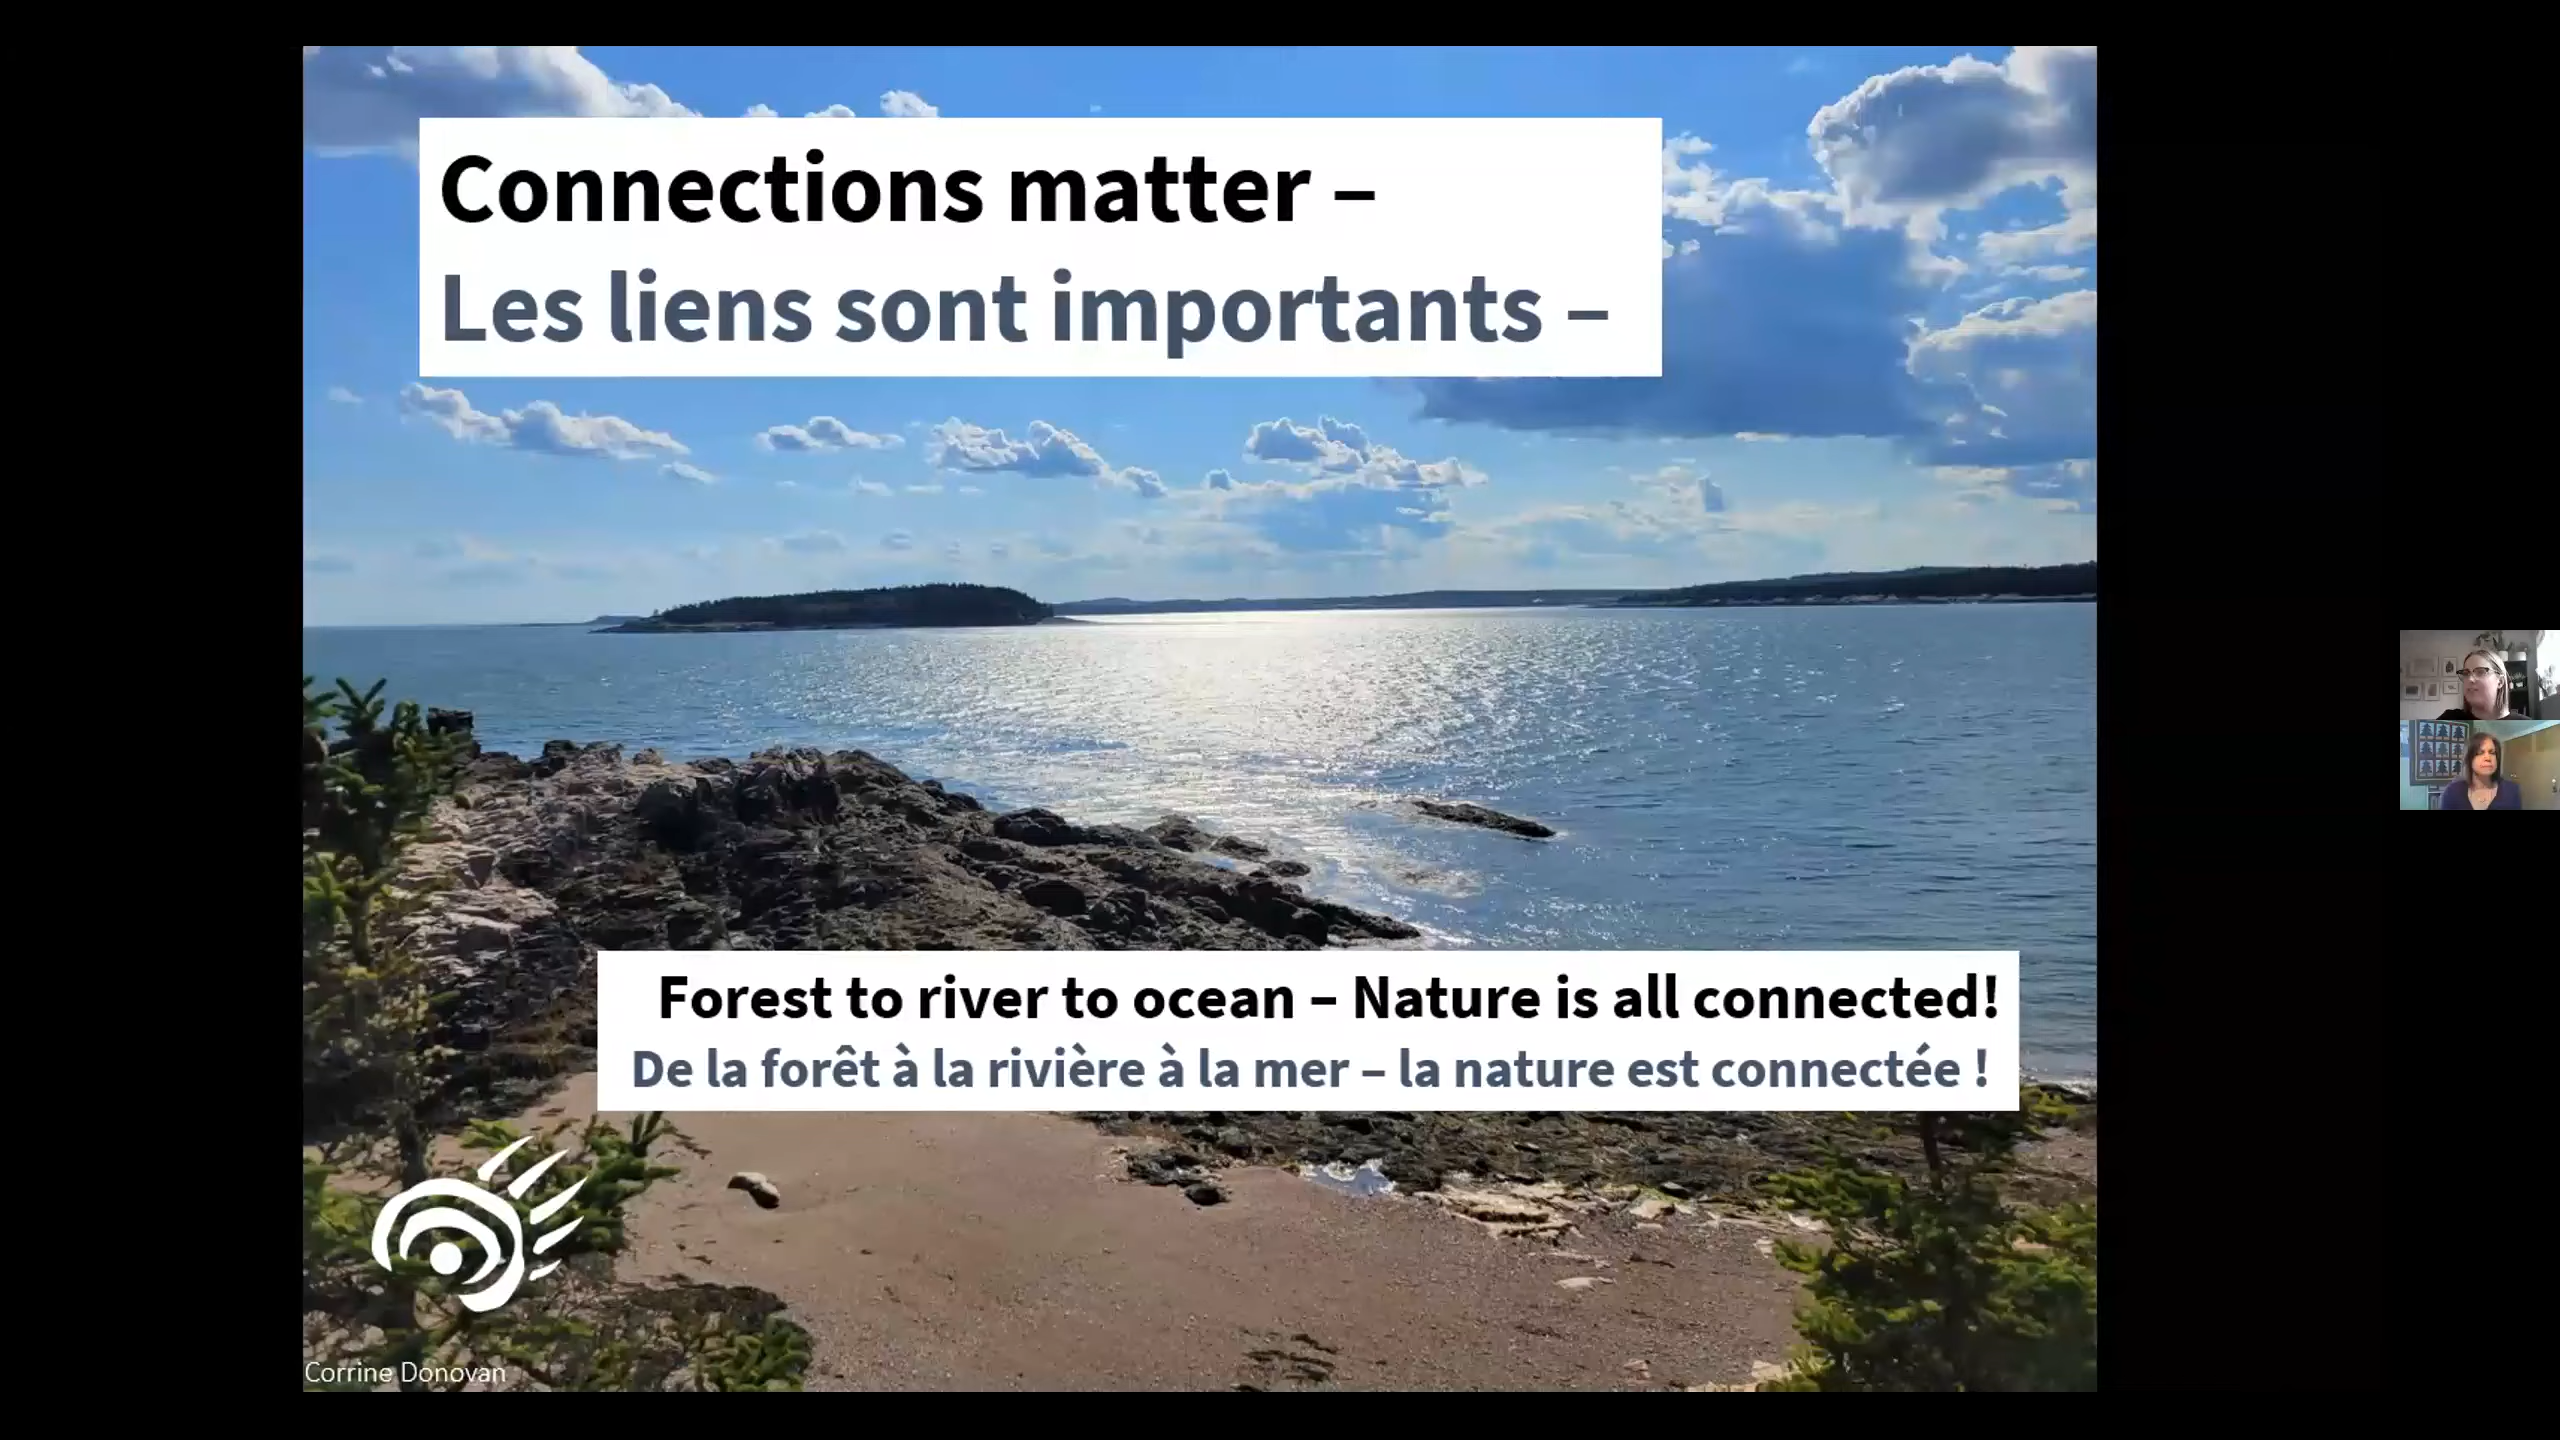 Connections matter –
Les liens sont importants –
Forest to river to ocean – Nature is all connected!
De la forêt à la rivière à la mer – la nature est connectée !
Corrine Donovan